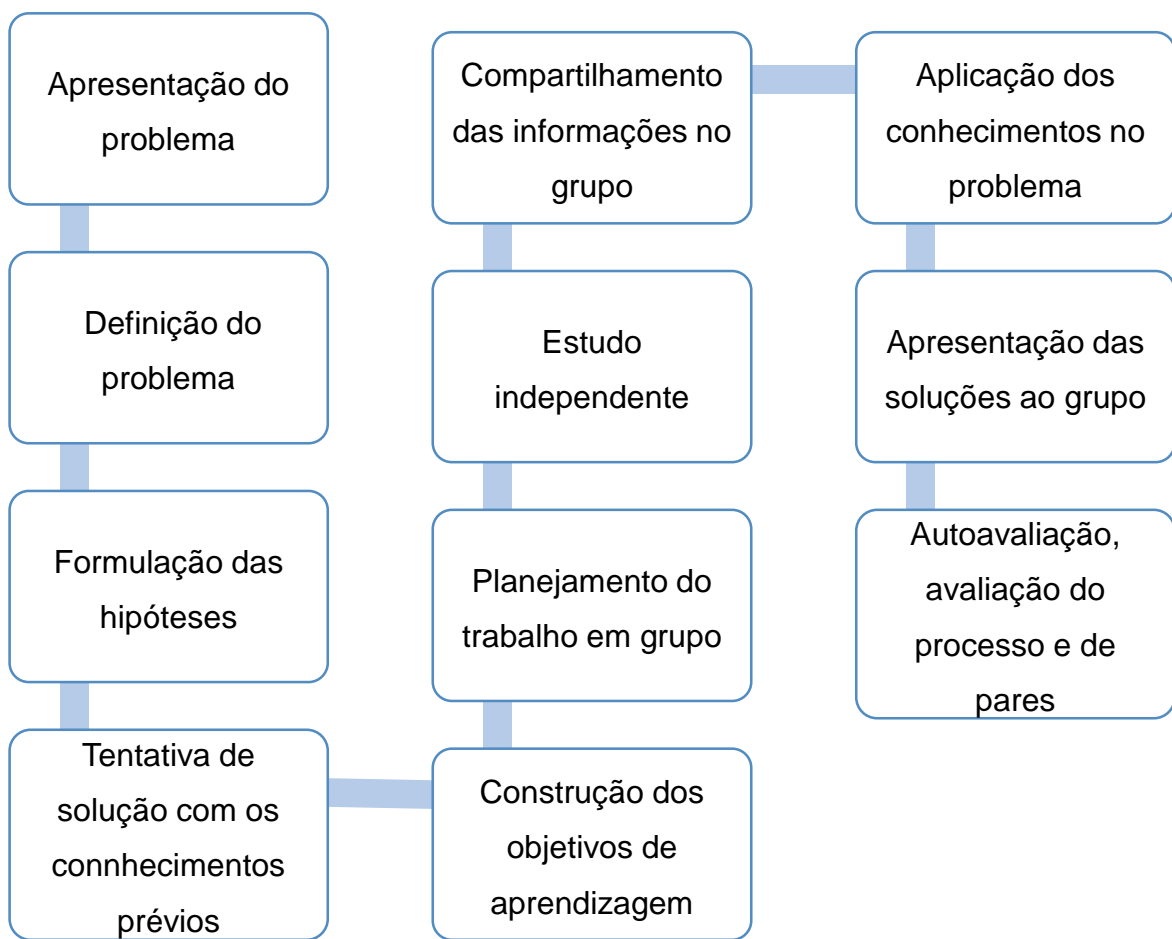 Apresentação do
problema
Definição do
problema
Formulação das
hipóteses
Tentativa de
solução com os
connhecimentos
prévios
Construção dos
objetivos de
aprendizagem
Planejamento do
trabalho em grupo
Estudo
independente
Compartilhamento
das informações no
grupo
Aplicação dos
conhecimentos no
problema
Apresentação das
soluções ao grupo
Autoavaliação,
avaliação do
processo e de
pares